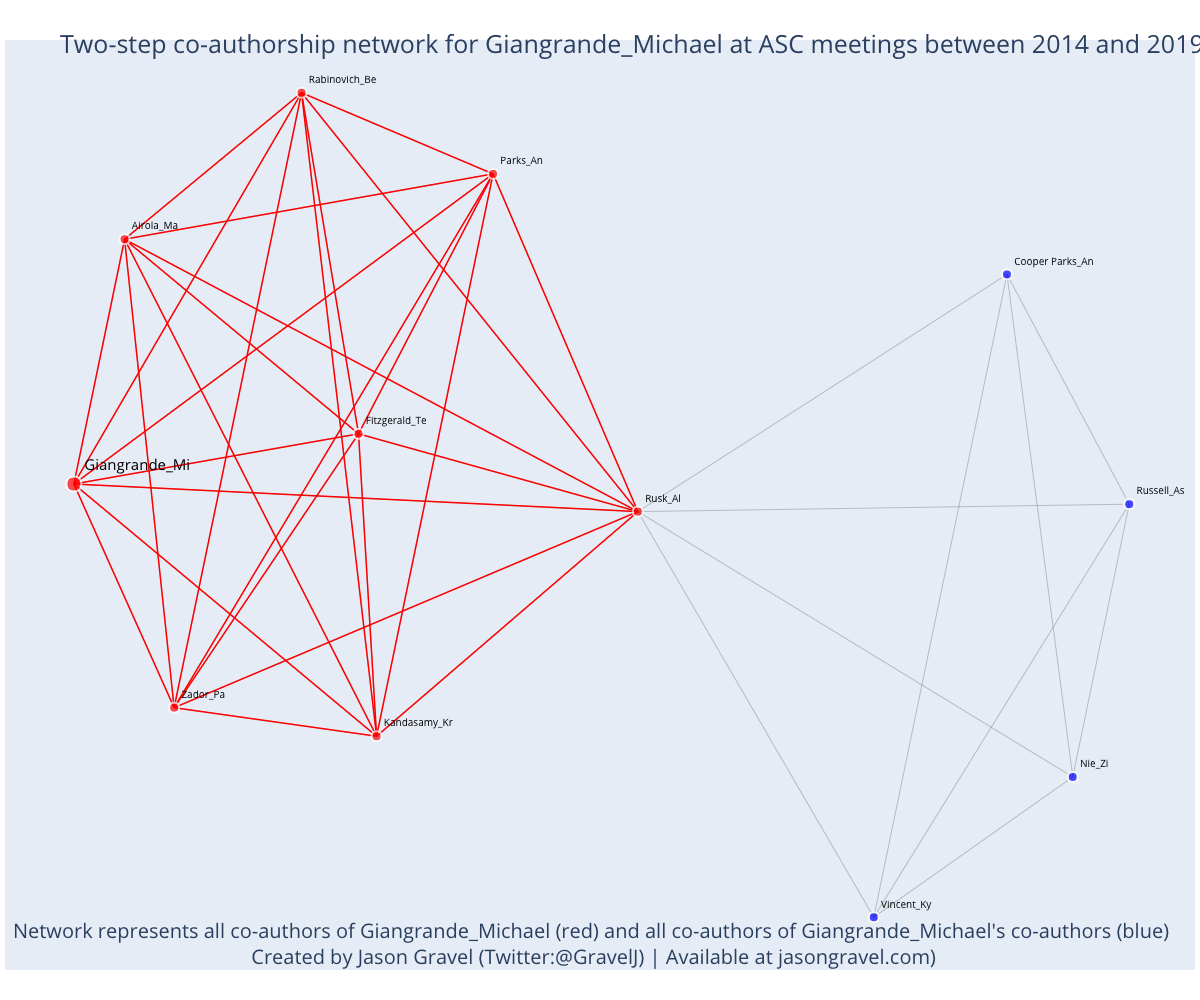 Two-step co-authorship network for Giangrande_Michael at ASC meetings between 2014 and 2019
Rabinovich_Be
Parks_An
Airola_Ma
Cooper Parks_An
Fitzgerald_Te
Giangrande_Mi
Russell_As
Rusk_Al
Zador_Pa
Kandasamy_Kr
Nie_Zi
Vincent_Ky
Network represents all co-authors of Giangrande_Michael (red) and all co-authors of Giangrande_Michael's co-authors (blue)
Created by Jason Gravel (Twitter:@GravelJ) | Available at jasongravel.com)